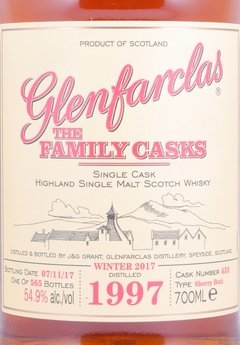 PRODUCT OF SCOTLAND
Glenfarclas®
THE
FAMILY CASKS
SINGLE CASK
HIGHLAND SINGLE MALT SCOTCH WHISKY
DISTILLED & BOTTLED BY J&G GRANT, GLENFARCLAS DISTILLERY, SPEYSIDE, SCOTLAND
BOTTLING DATE 07/11/17
ONE OF 565 BOTTLES
54.9% alc./vol
WINTER 2017
DISTILLED
1997
CASK NUMBER
TYPE Sherry Butt
700ML e